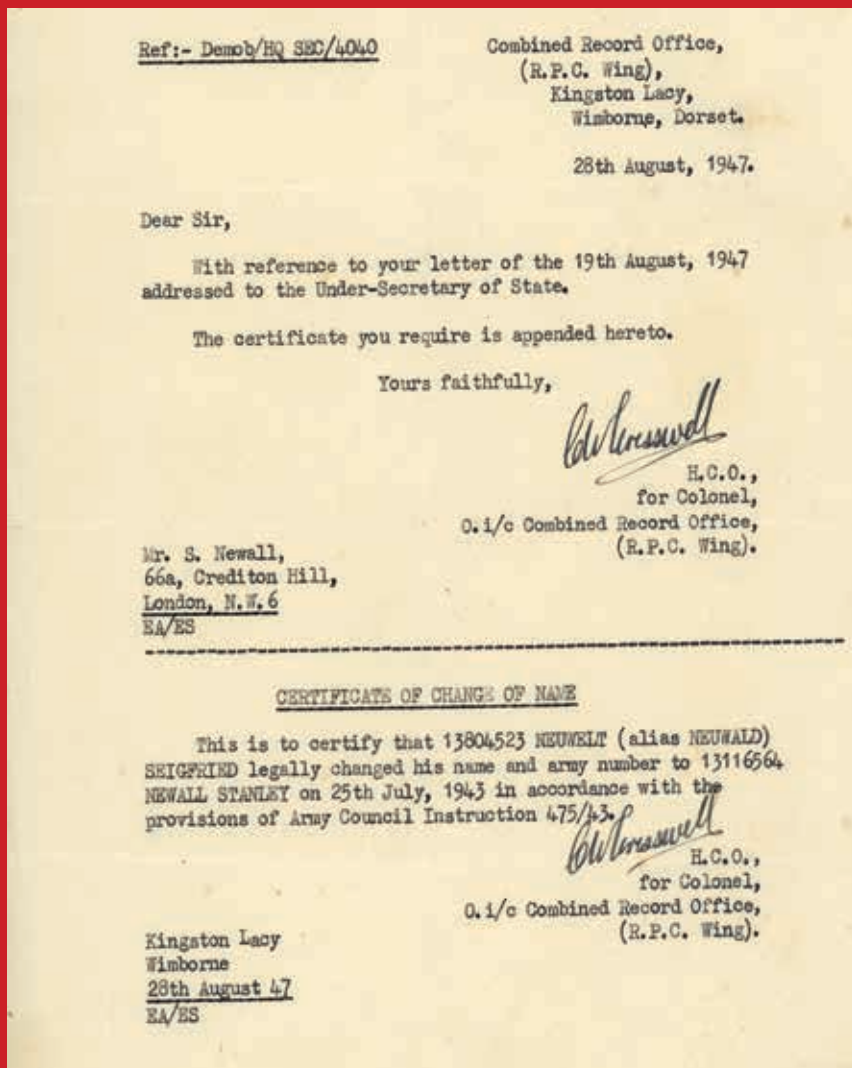 Ref:- Demob/HQ SEC/4040
Combined Record Office,
(R.P.C. Wing),
Kingston Lacy,
Wimborne, Dorset.
28th August, 1947.
Dear Sir,
With reference to your letter of the 19th August, 1947
addressed to the Under-Secretary of State.
The certificate you require is appended hereto.
Yours faithfully,
H.C.O.,
for Colonel,
O.i/c Combined Record Office,
(R.P.C. Wing).
Mr. S. Newall,
66a, Crediton Hill,
London, N.W.6
EA/ES
CERTIFICATE OF CHANGE OF NAME
This is to certify that 13804523 NEUWELT (alias NEUWALD)
SEIGFRIED legally changed his name and army number to 13116564
NEWALL STANLEY on 25th July, 1943 in accordance with the
provisions of Army Council Instruction 475/43.
H.C.O.,
for Colonel,
O.i/c Combined Record Office,
(R.P.C. Wing).
Kingston Lacy
Wimborne
28th August 47
EA/ES